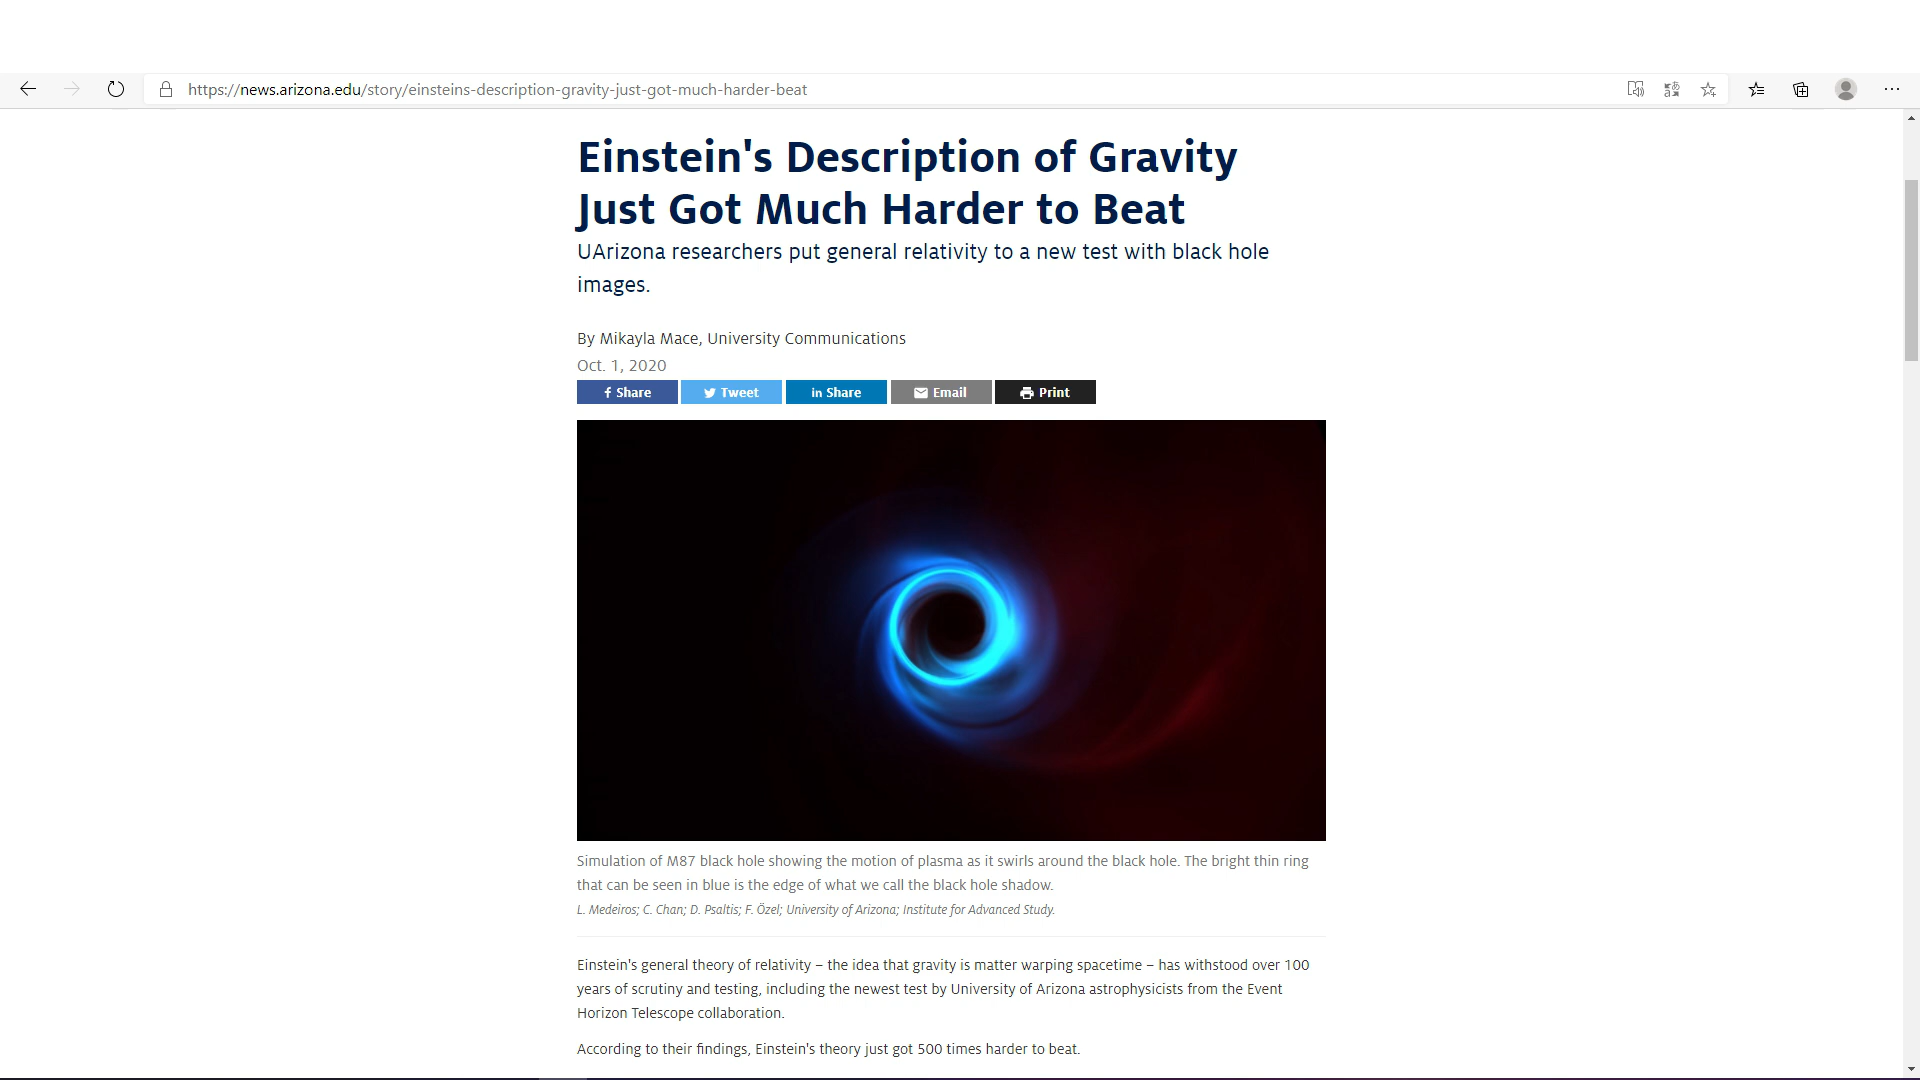 https://news.arizona.edu/story/einsteins-description-gravity-just-got-much-harder-beat
Einstein's Description of Gravity
Just Got Much Harder to Beat
UArizona researchers put general relativity to a new test with black hole
images.
By Mikayla Mace, University Communications
Oct. 1, 2020
f Share Tweet in Share Email Print
Simulation of M87 black hole showing the motion of plasma as it swirls around the black hole. The bright thin ring
that can be seen in blue is the edge of what we call the black hole shadow.
L. Medeiros; C. Chan; D. Psaltis; F. Özel; University of Arizona; Institute for Advanced Study.
Einstein's general theory of relativity – the idea that gravity is matter warping spacetime – has withstood over 100
years of scrutiny and testing, including the newest test by University of Arizona astrophysicists from the Event
Horizon Telescope collaboration.
According to their findings, Einstein's theory just got 500 times harder to beat.